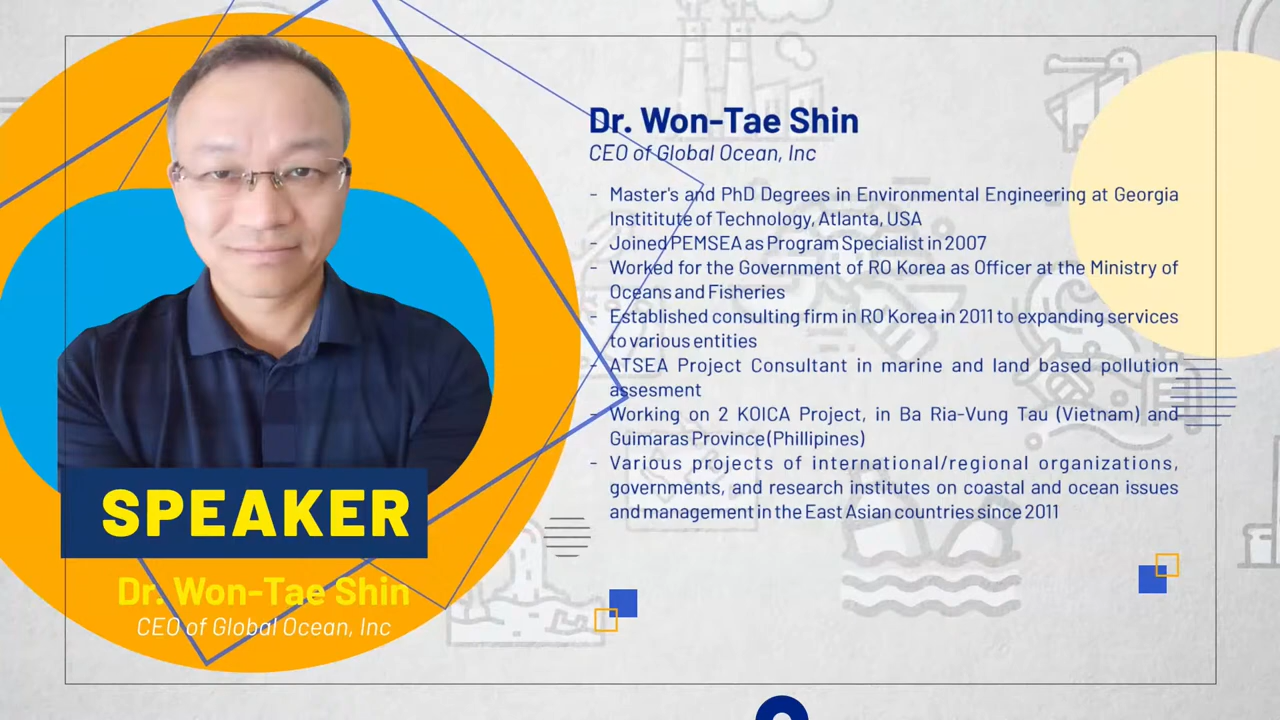 Dr. Won-Tae Shin
CEO of Global Ocean, Inc
- Master's and PhD Degrees in Environmental Engineering at Georgia
Instititute of Technology, Atlanta, USA
- Joined PEMSEA as Program Specialist in 2007
- Worked for the Government of RO Korea as Officer at the Ministry of
Oceans and Fisheries
- Established consulting firm in RO Korea in 2011 to expanding services
to various entities
- ATSEA Project Consultant in marine and land based pollution
assesment
- Working on 2 KOICA Project, in Ba Ria-Vung Tau (Vietnam) and
Guimaras Province (Phillipines)
- Various projects of international/regional organizations,
governments, and research institutes on coastal and ocean issues
and management in the East Asian countries since 2011
SPEAKER
Dr. Won-Tae Shin
CEO of Global Ocean, Inc